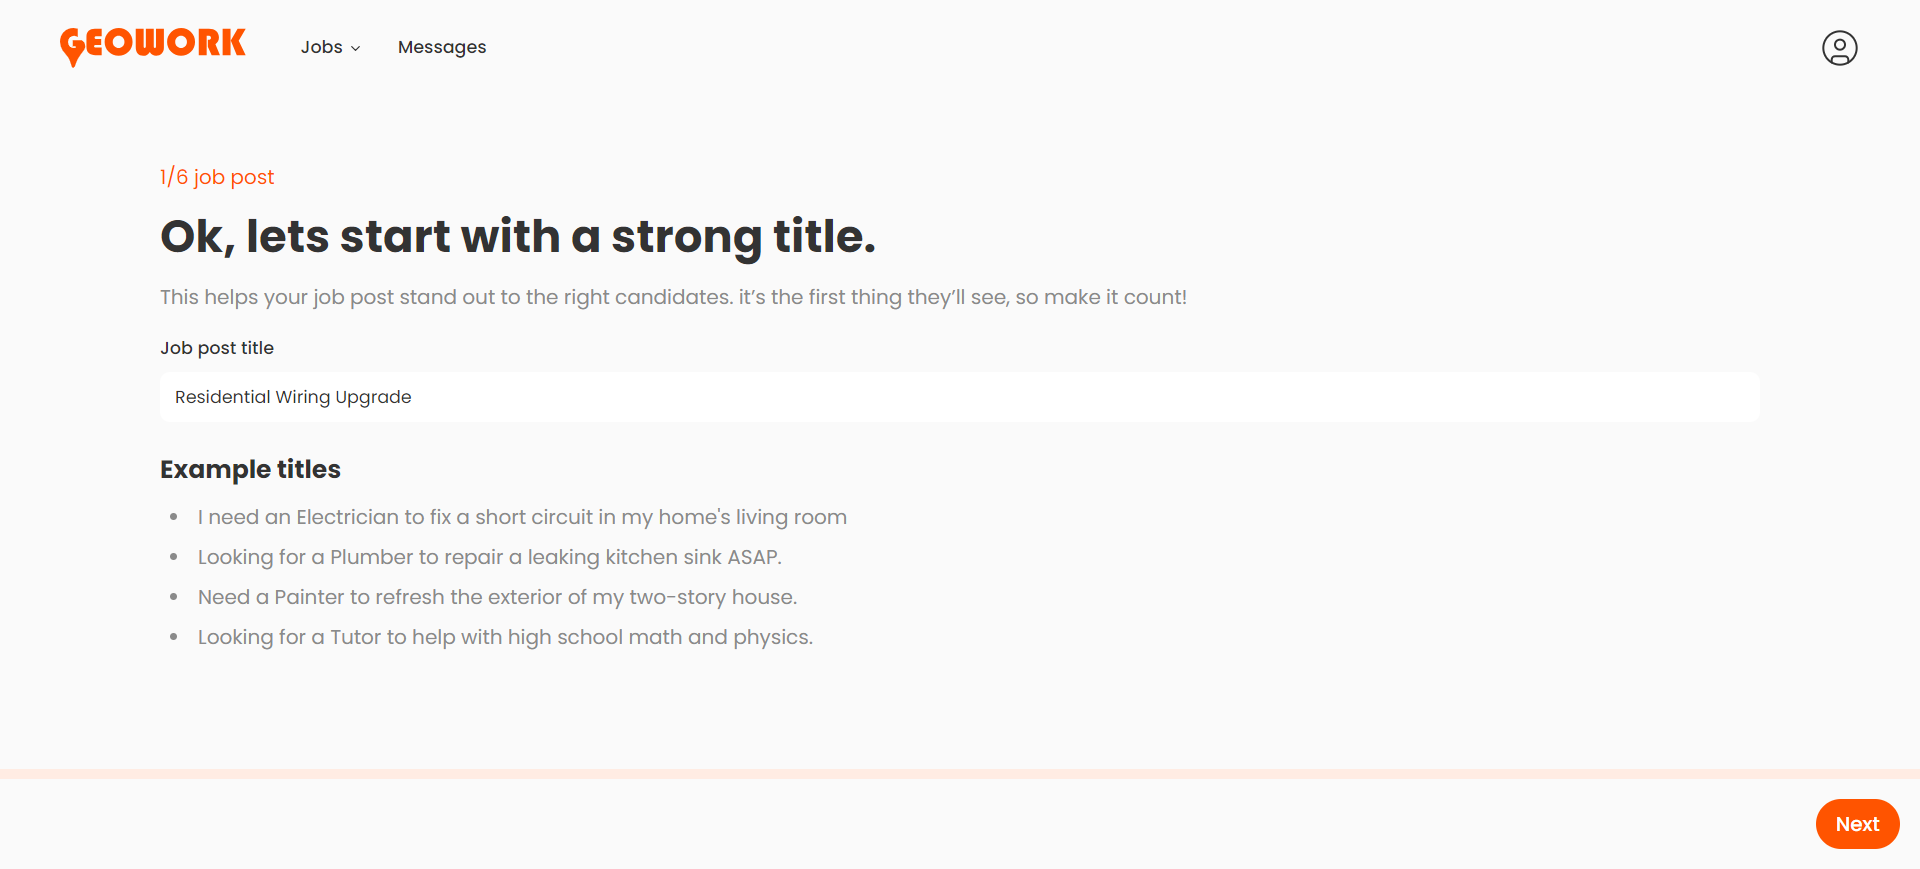 GEOWORK
Jobs
Messages
1/6 job post
Ok, lets start with a strong title.
This helps your job post stand out to the right candidates. it’s the first thing they’ll see, so make it count!
Job post title
Residential Wiring Upgrade
Example titles
I need an Electrician to fix a short circuit in my home's living room
Looking for a Plumber to repair a leaking kitchen sink ASAP.
Need a Painter to refresh the exterior of my two-story house.
Looking for a Tutor to help with high school math and physics.
Next